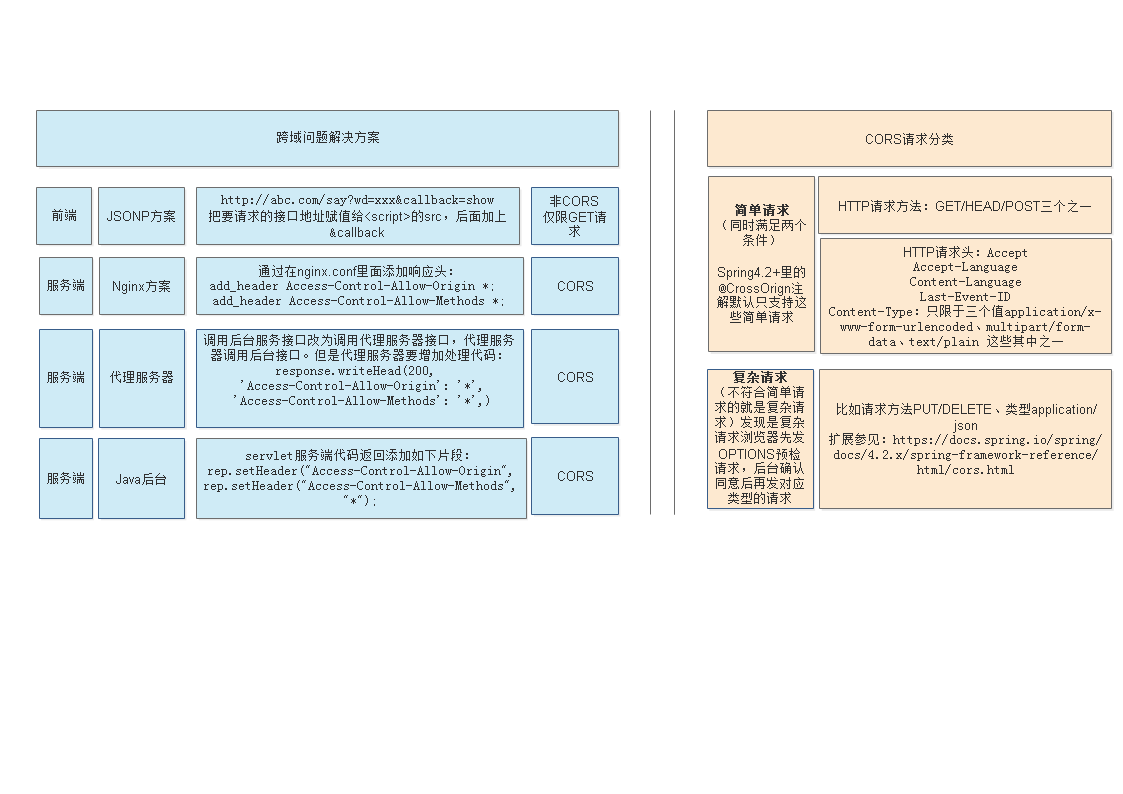 跨域问题解决方案
前端
JSONP方案
http://abc.com/say?wd=xxx&callback=show
把要请求的接口地址赋值给<script>的src，后面加上
&callback
非CORS
仅限GET请
求
服务端
Nginx方案
通过在nginx.conf里面添加响应头：
add_header Access-Control-Allow-Origin *;
add_header Access-Control-Allow-Methods *;
CORS
服务端
代理服务器
调用后台服务接口改为调用代理服务器接口，代理服务
器调用后台接口。但是代理服务器要增加处理代码：
response.writeHead(200,
'Access-Control-Allow-Origin': '*',
'Access-Control-Allow-Methods': '*',)
CORS
服务端
Java后台
servlet服务端代码返回添加如下片段：
rep.setHeader("Access-Control-Allow-Origin",
rep.setHeader("Access-Control-Allow-Methods",
"*");
CORS
CORS请求分类
简单请求
（同时满足两个
条件）
Spring4.2+里的
@CrossOrign注
解默认只支持这
些简单请求
HTTP请求方法：GET/HEAD/POST三个之一
HTTP请求头：Accept
Accept-Language
Content-Language
Last-Event-ID
Content-Type：只限于三个值application/x-
www-form-urlencoded、multipart/form-
data、text/plain 这些其中之一
复杂请求
（不符合简单请
求的就是复杂请
求）发现是复杂
请求浏览器先发
OPTIONS预检
请求，后台确认
同意后再发对应
类型的请求
比如请求方法PUT/DELETE、类型application/
json
扩展参见：https://docs.spring.io/spring/
docs/4.2.x/spring-framework-reference/
html/cors.html